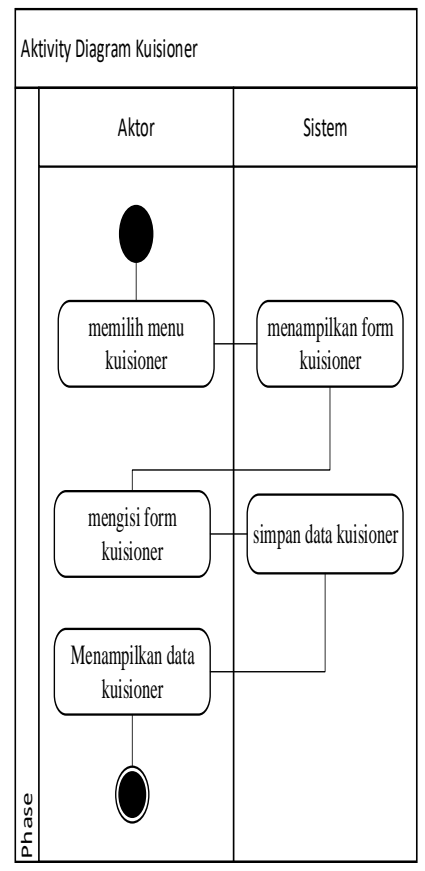 Aktivity Diagram Kuisioner
Aktor
Sistem
memilih menu
kuisioner
menampilkan form
kuisioner
mengisi form
kuisioner
simpan data kuisioner
Menampilkan data
kuisioner
Phase